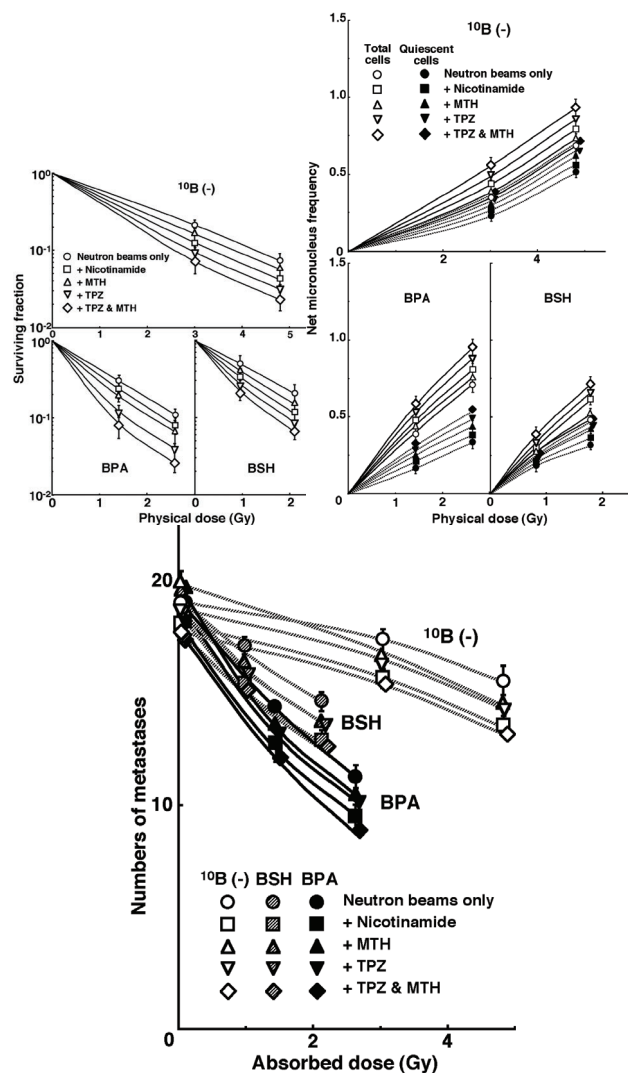 1.5
10B (-)
Total cells
Quiescent cells
Neutron beams only
+ Nicotinamide
+ MTH
+ TPZ
+ TPZ & MTH
1.0
0.5
0
0 2 4
Net micronucleus frequency
10^0
10B (-)
10^-1
Neutron beams only
+ Nicotinamide
+ MTH
+ TPZ
+ TPZ & MTH
10^-2
0 1 2 3 4 5
Surviving fraction
10^0
10^-1
10^-2
BPA
BSH
0 1 2 0 1 2
Physical dose (Gy)
1.5
BPA
BSH
1.0
0.5
0
0 1 2 0 1 2
Physical dose (Gy)
20
10B (-)
BSH
BPA
10
Numbers of metastases
10B (-) BSH BPA
Neutron beams only
+ Nicotinamide
+ MTH
+ TPZ
+ TPZ & MTH
0
0 2 4
Absorbed dose (Gy)